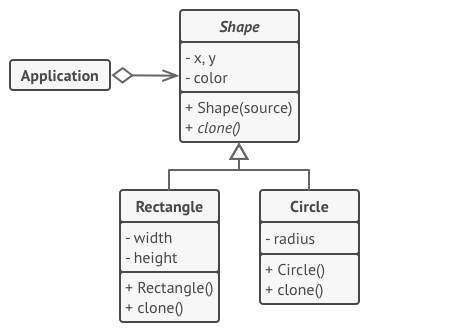 Shape
- x, y
- color
+ Shape(source)
+ clone()
Application
Rectangle
- width
- height
+ Rectangle()
+ clone()
Circle
- radius
+ Circle()
+ clone()